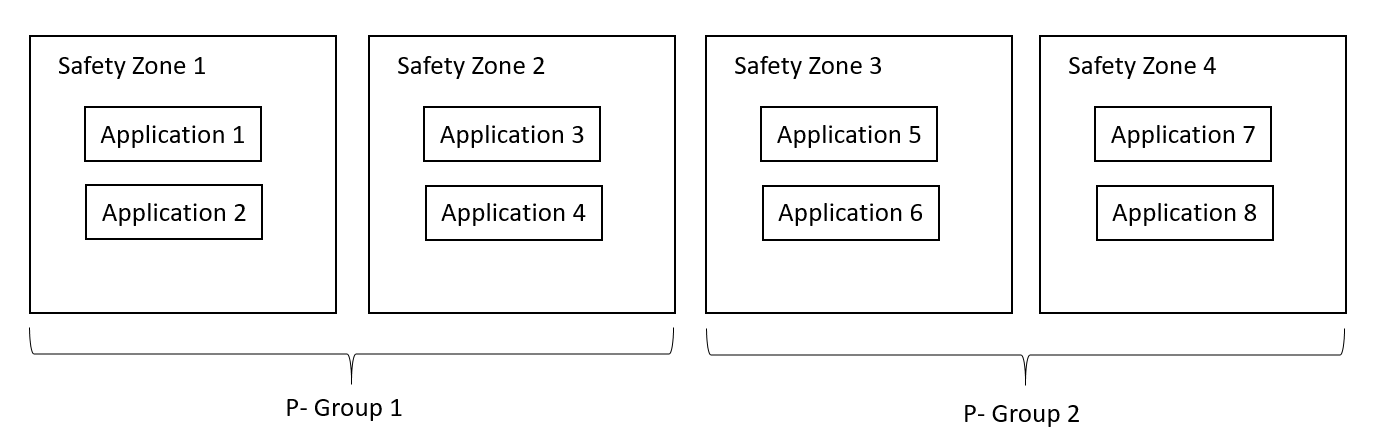 Safety Zone 1
Application 1
Application 2
Safety Zone 2
Application 3
Application 4
Safety Zone 3
Application 5
Application 6
Safety Zone 4
Application 7
Application 8
P- Group 1
P- Group 2